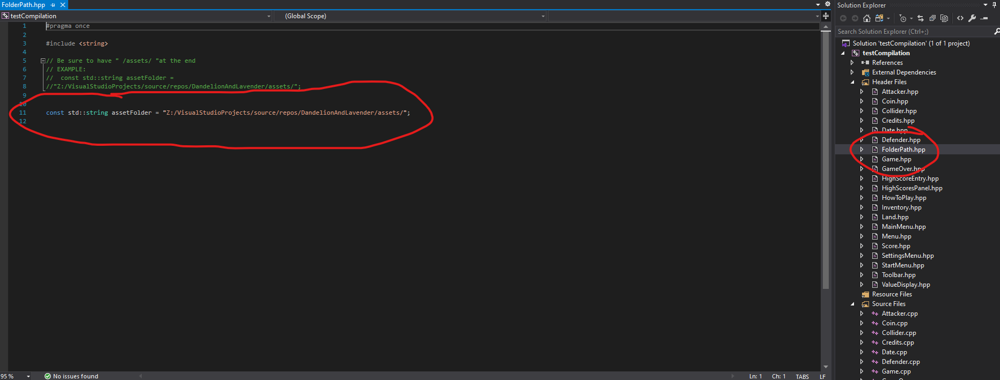 FolderPath.hpp
Solution Explorer
testCompilation
(Global Scope)
Search Solution Explorer (Ctrl+;)
1 #pragma once
2
3 #include <string>
4
5 // Be sure to have " /assets/ "at the end
6 // EXAMPLE:
7 //  const std::string assetFolder =
8 //"Z:/VisualStudioProjects/source/repos/DandelionAndLavender/assets/";
9
10
11 const std::string assetFolder = "Z:/VisualStudioProjects/source/repos/DandelionAndLavender/assets/";
12
Solution 'testCompilation' (1 of 1 project)
testCompilation
References
External Dependencies
Header Files
Attacker.hpp
Coin.hpp
Collider.hpp
Credits.hpp
Date.hpp
Defender.hpp
FolderPath.hpp
Game.hpp
GameOver.hpp
HighScoreEntry.hpp
HighScoresPanel.hpp
HowToPlay.hpp
Inventory.hpp
Land.hpp
MainMenu.hpp
Menu.hpp
Score.hpp
SettingsMenu.hpp
StartMenu.hpp
Toolbar.hpp
ValueDisplay.hpp
Resource Files
Source Files
Attacker.cpp
Coin.cpp
Collider.cpp
Credits.cpp
Date.cpp
Defender.cpp
Game.cpp
95 %
No issues found
Ln: 1
Ch: 1
TABS
LF